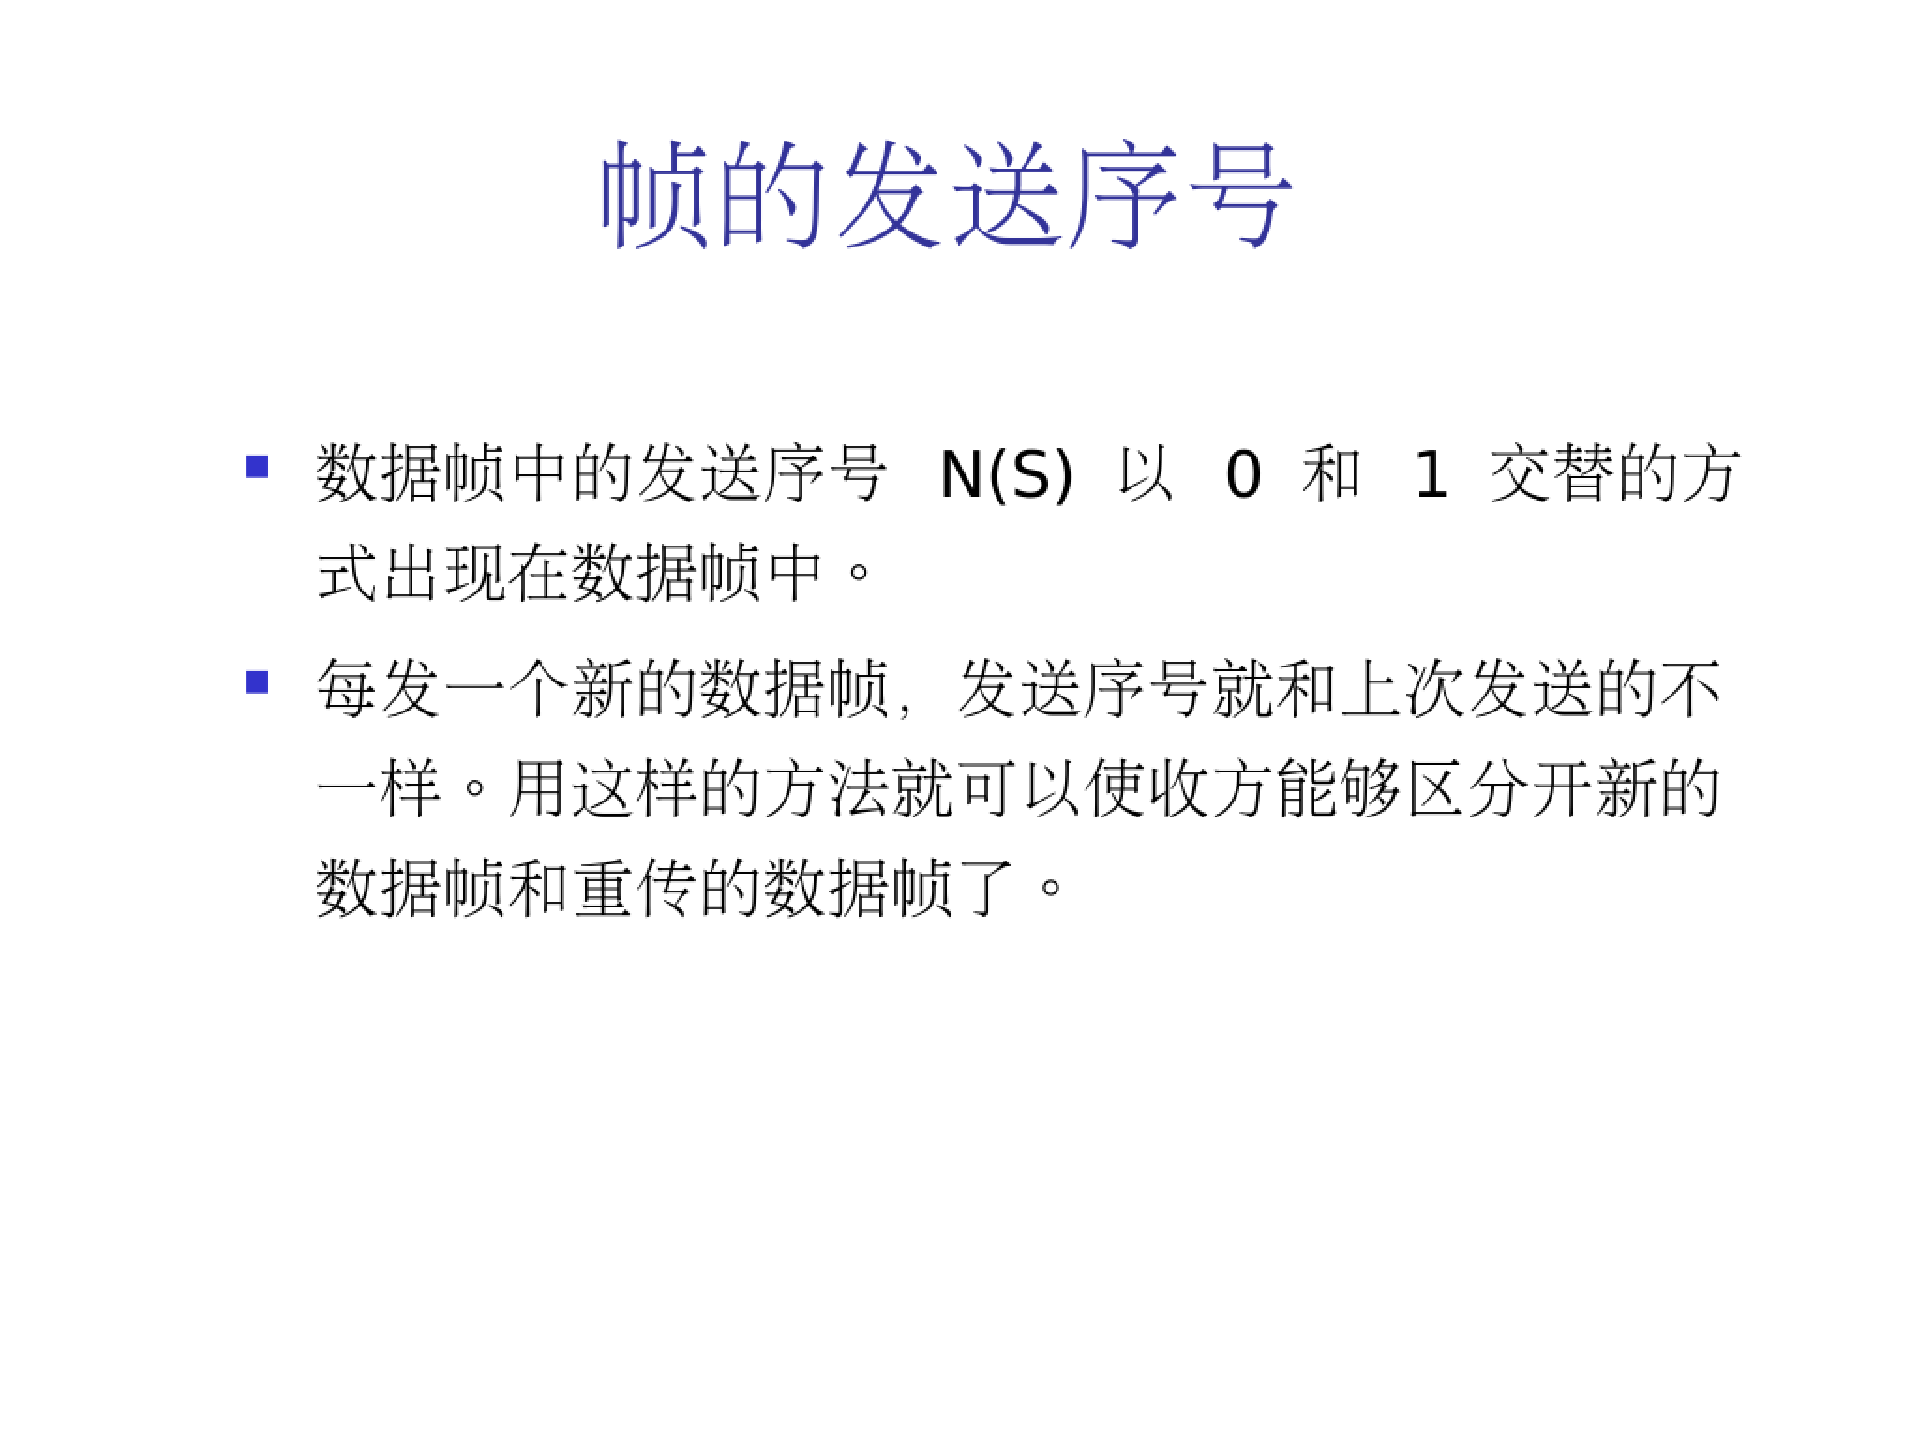 帧的发送序号
数据帧中的发送序号 N(S) 以 0 和 1 交替的方
式出现在数据帧中。
每发一个新的数据帧，发送序号就和上次发送的不
一样。用这样的方法就可以使收方能够区分开新的
数据帧和重传的数据帧了。